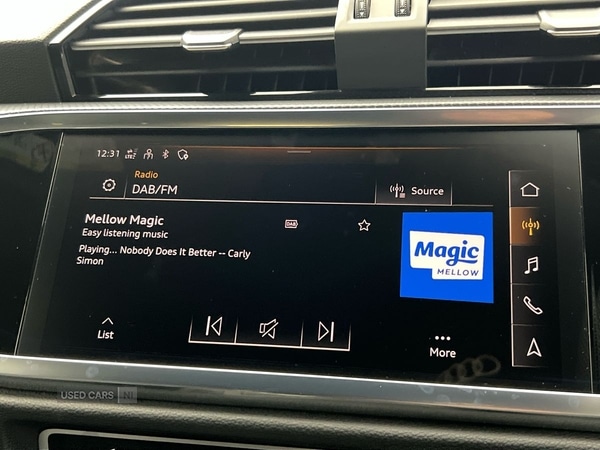 12:31 LTE
Radio
DAB/FM
Source
Mellow Magic
DAB
Easy listening music
Playing... Nobody Does It Better -- Carly
Simon
Magic
MELLOW
List
More
USED CARS NI